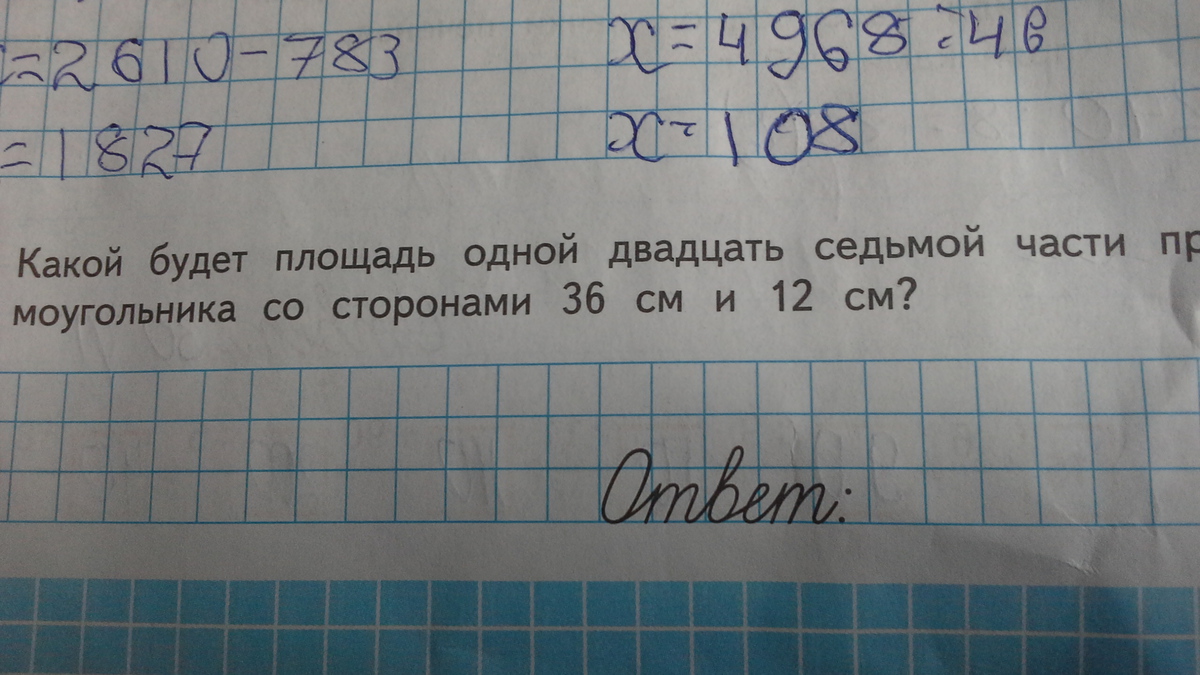 =2610-783
x=4968:46
=1827
x=108
Какой будет площадь одной двадцать седьмой части пр
моугольника со сторонами 36 см и 12 см?
Ответ: